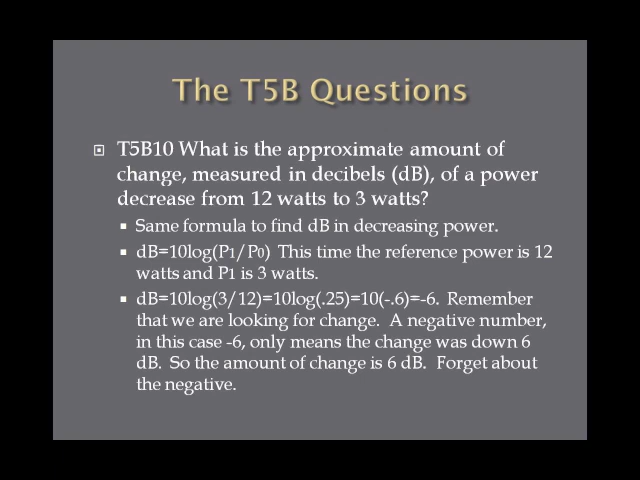 The T5B Questions
T5B10 What is the approximate amount of
change, measured in decibels (dB), of a power
decrease from 12 watts to 3 watts?
Same formula to find dB in decreasing power.
dB=10log(P1/P0) This time the reference power is 12
watts and P1 is 3 watts.
dB=10log(3/12)=10log(.25)=10(-.6)=-6. Remember
that we are looking for change. A negative number,
in this case -6, only means the change was down 6
dB. So the amount of change is 6 dB. Forget about
the negative.